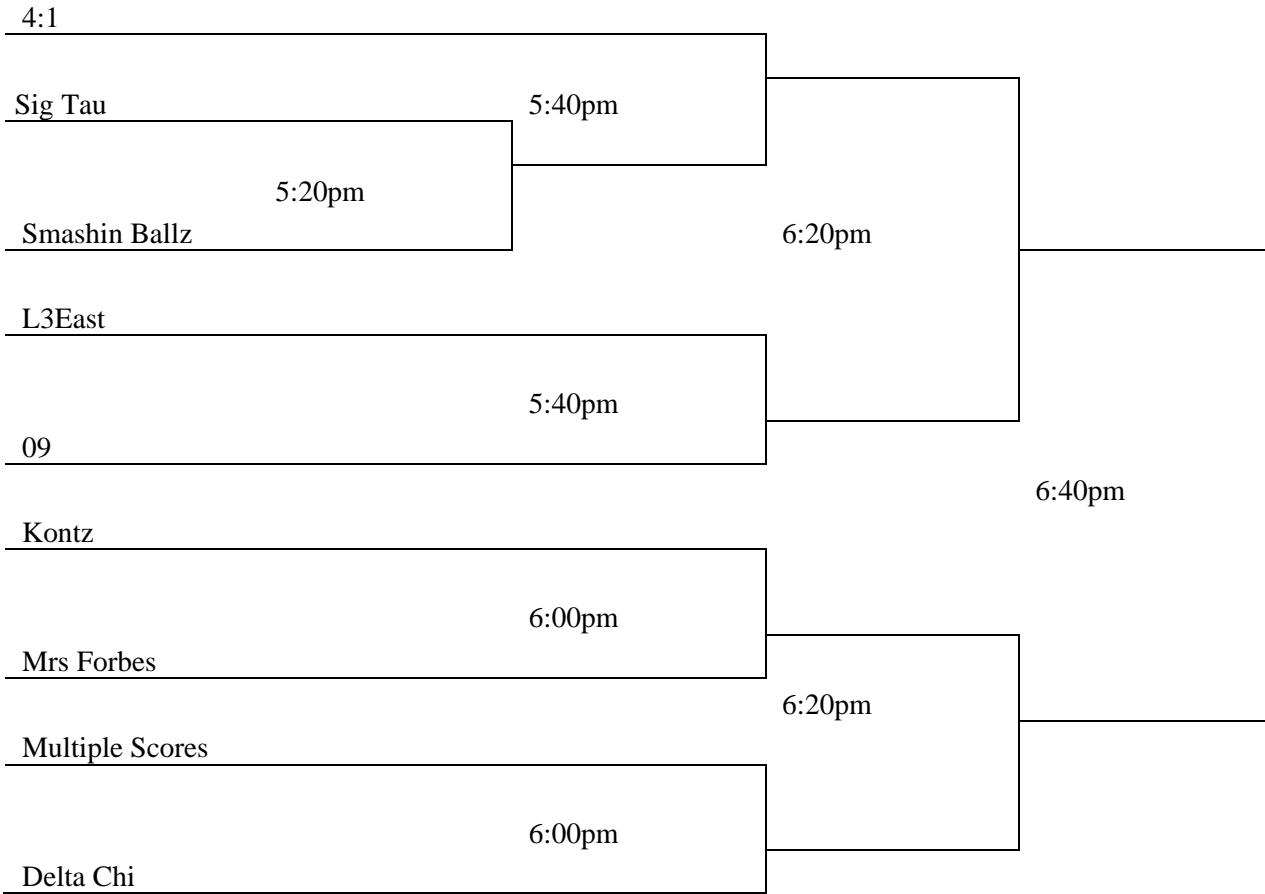 4:1
Sig Tau
5:40pm
5:20pm
Smashin Ballz
6:20pm
L3East
5:40pm
09
6:40pm
Kontz
6:00pm
Mrs Forbes
6:20pm
Multiple Scores
6:00pm
Delta Chi